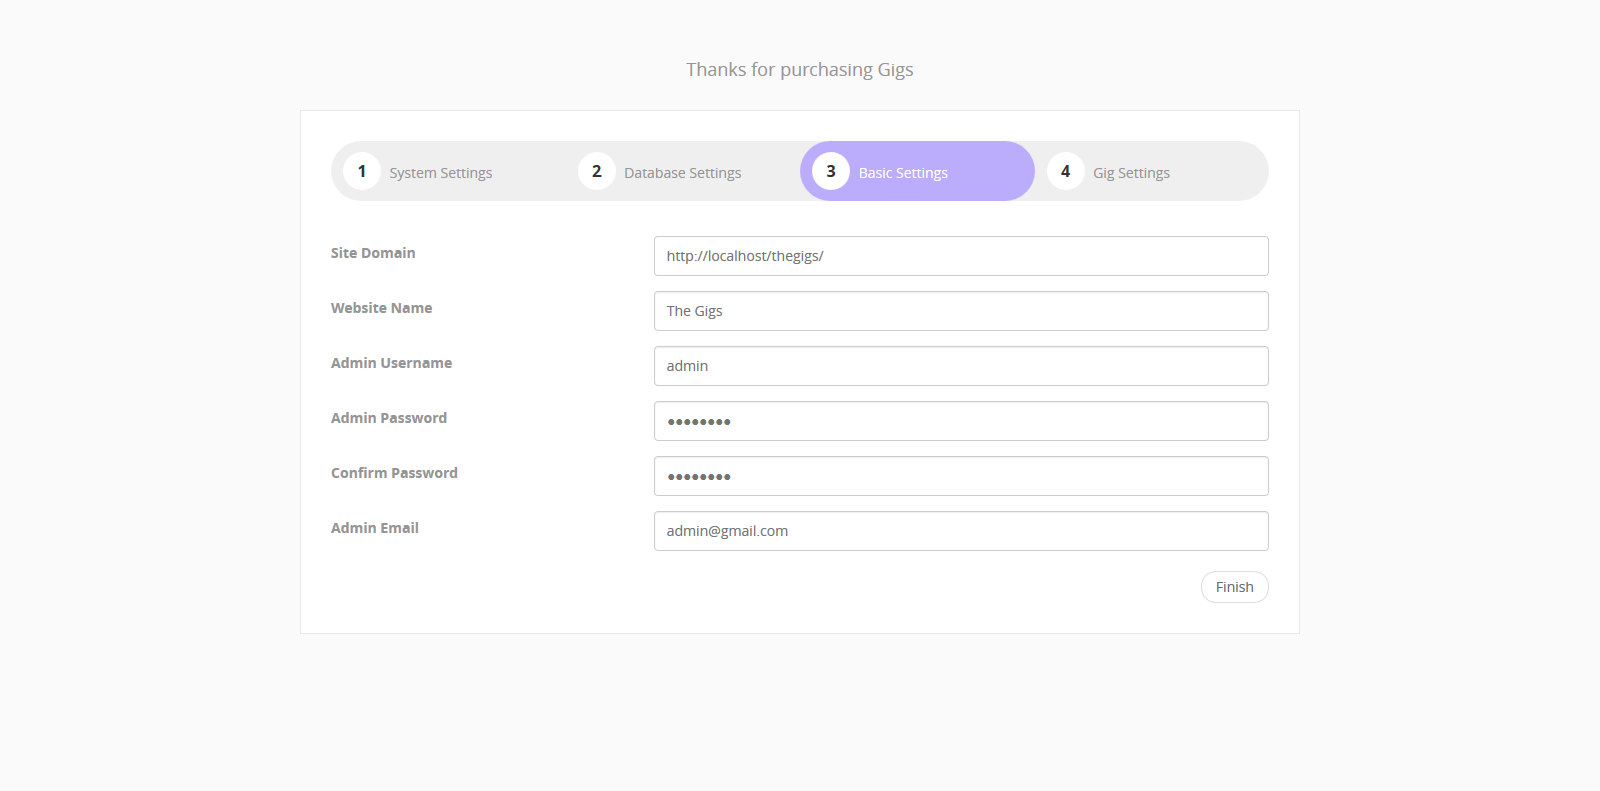 Thanks for purchasing Gigs
1 System Settings 2 Database Settings 3 Basic Settings 4 Gig Settings
Site Domain http://localhost/thegigs/
Website Name The Gigs
Admin Username admin
Admin Password ●●●●●●●●
Confirm Password ●●●●●●●●
Admin Email admin@gmail.com
Finish